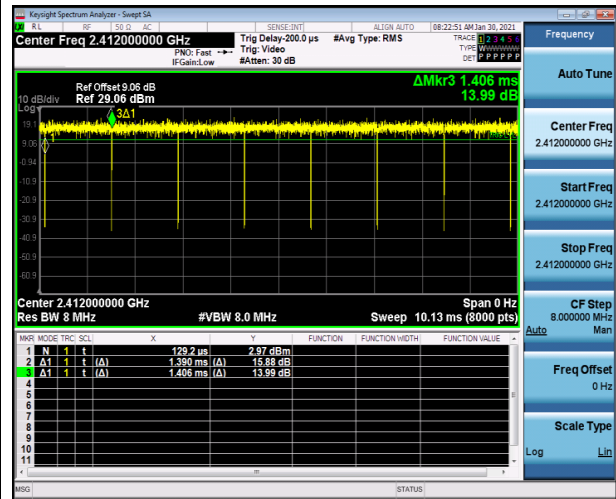 Keysight Spectrum Analyzer - Swept SA
RL RF 50 Ω AC SENSE:INT ALIGN AUTO 08:22:51 AM Jan 30, 2021
Center Freq 2.412000000 GHz
PNO: Fast
IFGain:Low
Trig Delay-200.0 µs
Trig: Video
#Atten: 30 dB
#Avg Type: RMS
TRACE 1 2 3 4 5 6
TYPE W
DET P P P P P P
Ref Offset 9.06 dB
10 dB/div Ref 29.06 dBm
Log
ΔMkr3 1.406 ms
13.99 dB
3Δ1
19.1
9.06
-0.94
-10.9
-20.9
-30.9
-40.9
-50.9
-60.9
Center 2.412000000 GHz Span 0 Hz
Res BW 8 MHz #VBW 8.0 MHz Sweep 10.13 ms (8000 pts)
MKR MODE TRC SCL X Y FUNCTION FUNCTION WIDTH FUNCTION VALUE
1 N 1 t 129.2 µs 2.97 dBm
2 Δ1 1 t (Δ) 1.390 ms (Δ) 15.88 dB
3 Δ1 1 t (Δ) 1.406 ms (Δ) 13.99 dB
4
5
6
7
8
9
10
11
MSG STATUS
Frequency
Auto Tune
Center Freq
2.412000000 GHz
Start Freq
2.412000000 GHz
Stop Freq
2.412000000 GHz
CF Step
8.000000 MHz
Auto Man
Freq Offset
0 Hz
Scale Type
Log Lin